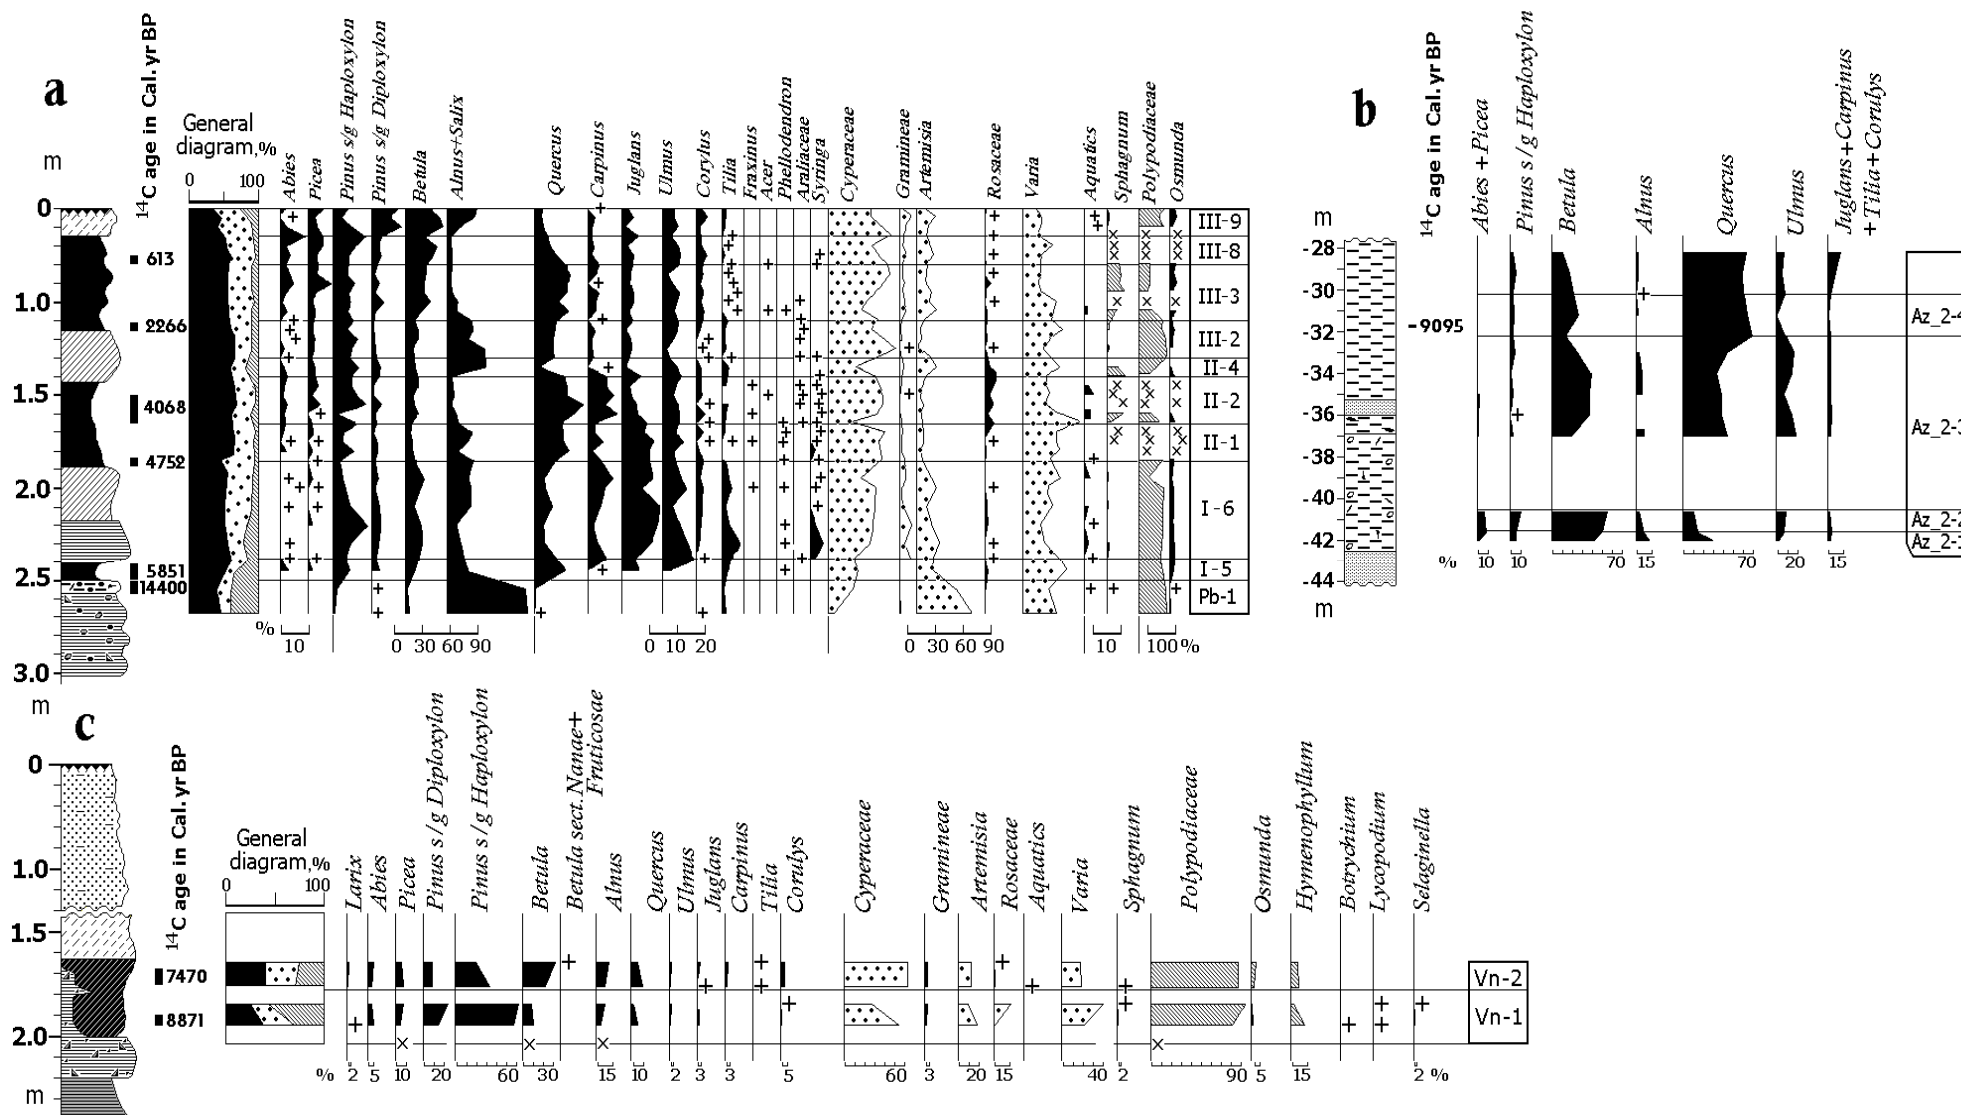 a
m
14C age in Cal.yr BP
General
diagram,%
0 100
Abies
Picea
Pinus s/g Haploxylon
Pinus s/g Diploxylon
Betula
Alnus+Salix
Quercus
Carpinus
Juglans
Ulmus
Corylus
Tilia
Fraxinus
Acer
Phellodendron
Araliaceae
Syringa
Cyperaceae
Gramineae
Artemisia
Rosaceae
Varia
Aquatics
Sphagnum
Polypodiaceae
Osmunda
0
1.0
1.5
2.0
2.5
3.0
m
613
2266
4068
4752
5851
14400
III-9
III-8
III-3
III-2
II-4
II-2
II-1
I-6
I-5
Pb-1
% 10 0 30 60 90 0 10 20 0 30 60 90 10 100 %
b
m
14C age in Cal.yr BP
Abies +Picea
Pinus s/g Haploxylon
Betula
Alnus
Quercus
Ulmus
Juglans+Carpinus
+Tilia+Corulys
-28
-30
-32
-34
-36
-38
-40
-42
-44
m
-9095
Az_2-4
Az_2-3
Az_2-2
% 10 10 70 15 70 20 15
c
14C age in Cal.yr BP
General
diagram,%
0 100
Larix
Abies
Picea
Pinus s/g Diploxylon
Pinus s/g Haploxylon
Betula
Betula sect.Nanae+
Fruticosae
Alnus
Quercus
Ulmus
Juglans
Carpinus
Tilia
Corulys
Cyperaceae
Gramineae
Artemisia
Rosaceae
Aquatics
Varia
Sphagnum
Polypodiaceae
Osmunda
Hymenophyllum
Botrychium
Lycopodium
Selaginella
0
1.0
1.5
2.0
m
7470
8871
Vn-2
Vn-1
% 2 5 10 20 60 30 15 10 2 3 3 5 60 3 20 15 40 2 90 5 15 2 %